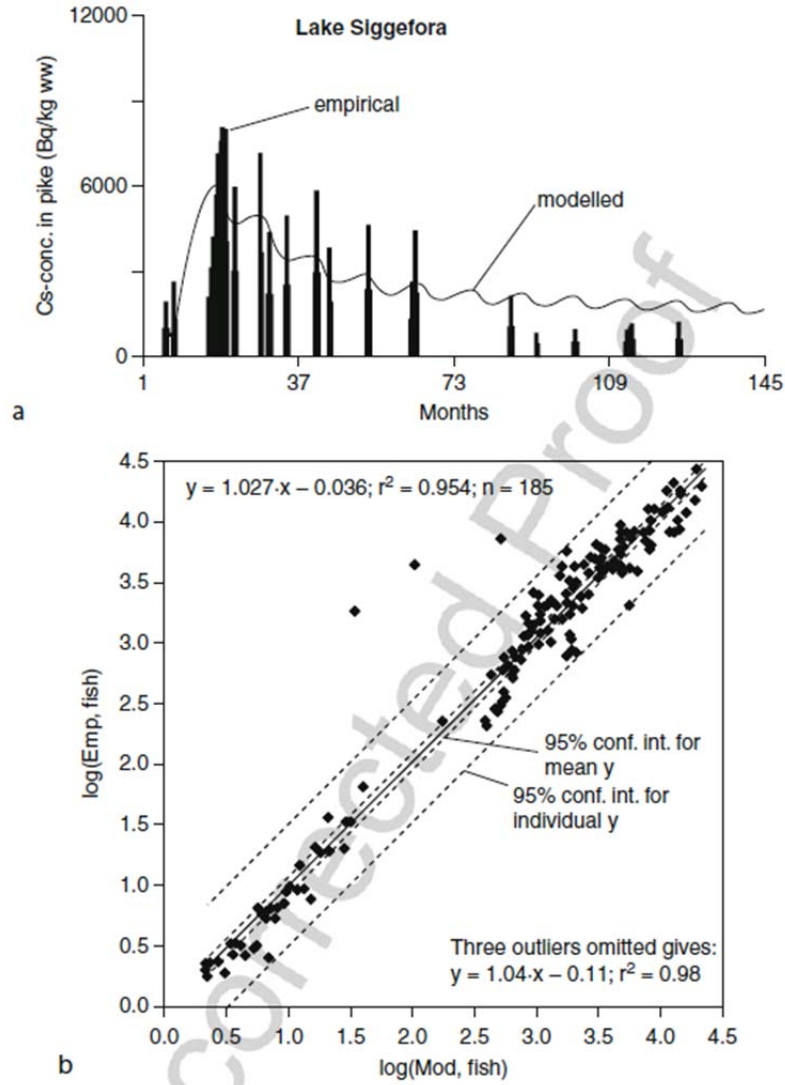 12000
Lake Siggefora
empirical
6000
modelled
0
1
37
73
109
145
Cs-conc. in pike (Bq/kg ww)
Months
a
4.5
y = 1.027·x – 0.036; r² = 0.954; n = 185
4.0
3.5
3.0
2.5
2.0
1.5
1.0
0.5
0.0
95% conf. int. for
mean y
95% conf. int. for
individual y
Three outliers omitted gives:
y = 1.04·x – 0.11; r² = 0.98
0.0
0.5
1.0
1.5
2.0
2.5
3.0
3.5
4.0
4.5
log(Emp, fish)
log(Mod, fish)
b
corrected Proof